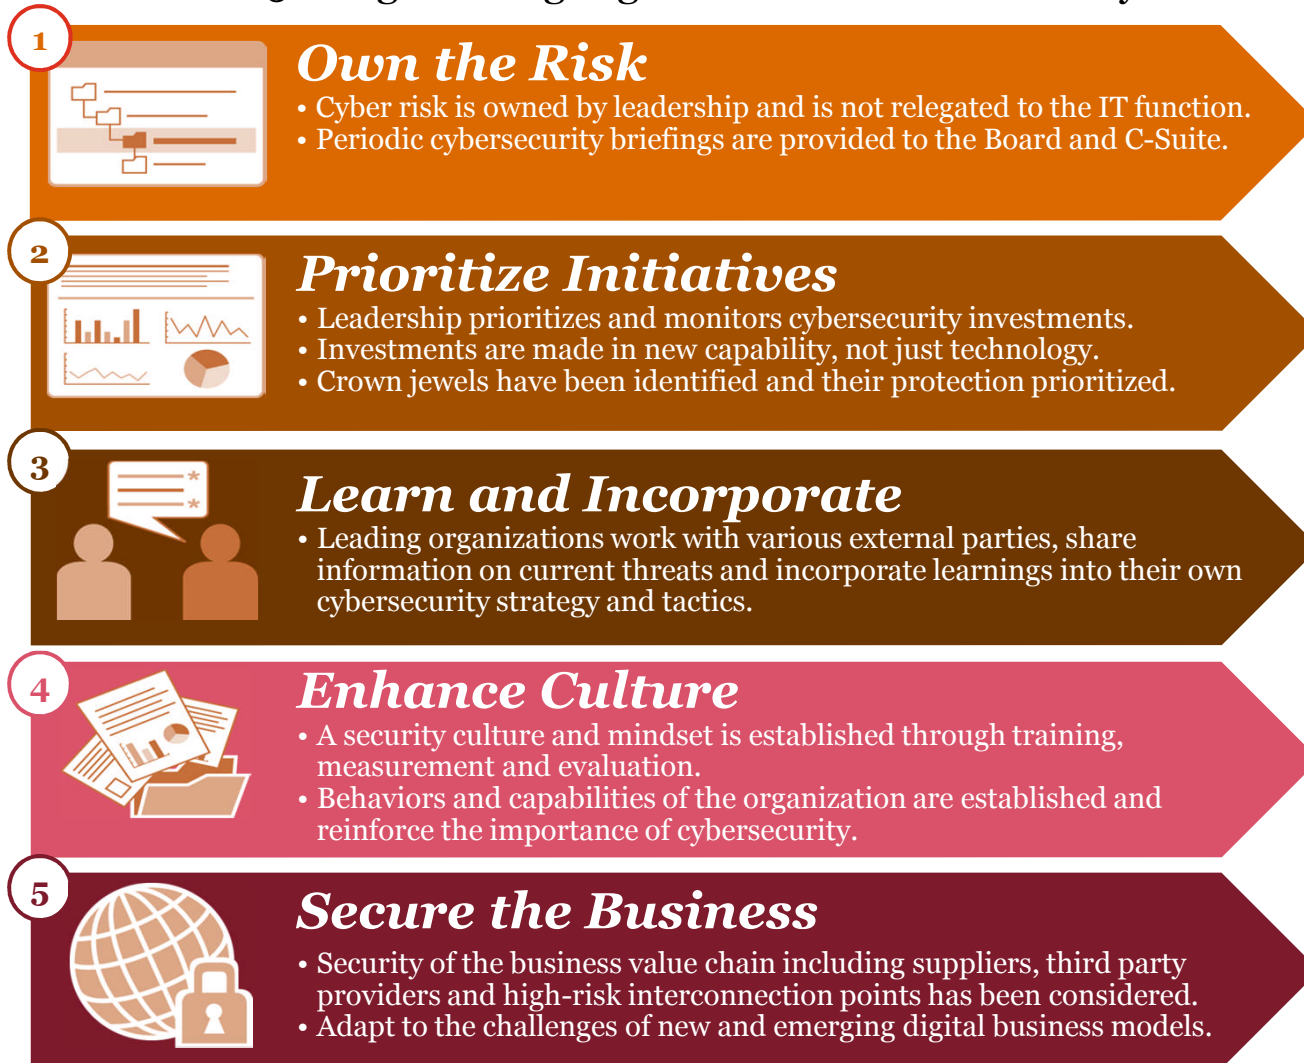 1
Own the Risk
• Cyber risk is owned by leadership and is not relegated to the IT function.
• Periodic cybersecurity briefings are provided to the Board and C-Suite.
2
Prioritize Initiatives
• Leadership prioritizes and monitors cybersecurity investments.
• Investments are made in new capability, not just technology.
• Crown jewels have been identified and their protection prioritized.
3
Learn and Incorporate
• Leading organizations work with various external parties, share
information on current threats and incorporate learnings into their own
cybersecurity strategy and tactics.
4
Enhance Culture
• A security culture and mindset is established through training,
measurement and evaluation.
• Behaviors and capabilities of the organization are established and
reinforce the importance of cybersecurity.
5
Secure the Business
• Security of the business value chain including suppliers, third party
providers and high-risk interconnection points has been considered.
• Adapt to the challenges of new and emerging digital business models.